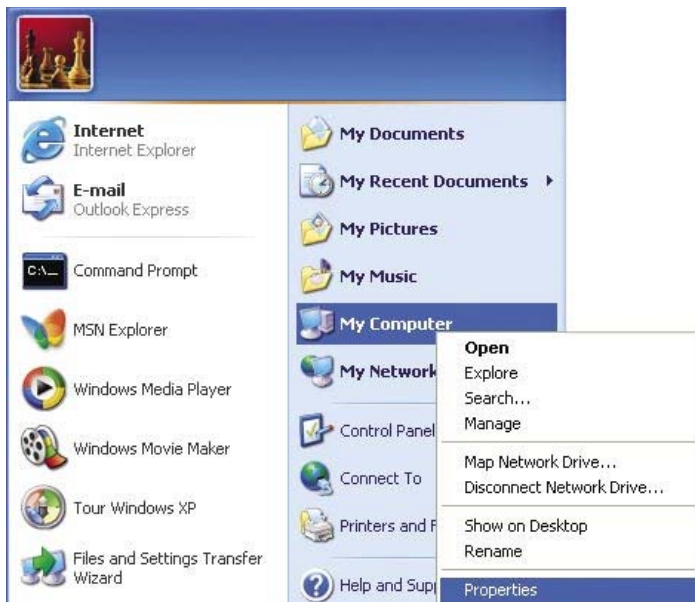 Internet
Internet Explorer
E-mail
Outlook Express
C:\_
Command Prompt
MSN Explorer
Windows Media Player
Windows Movie Maker
Tour Windows XP
Files and Settings Transfer
Wizard
My Documents
My Recent Documents
My Pictures
My Music
My Computer
My Network
Control Panel
Connect To
Printers and
Help and
Open
Explore
Search...
Manage
Map Network Drive...
Disconnect Network Drive...
Show on Desktop
Rename
Properties